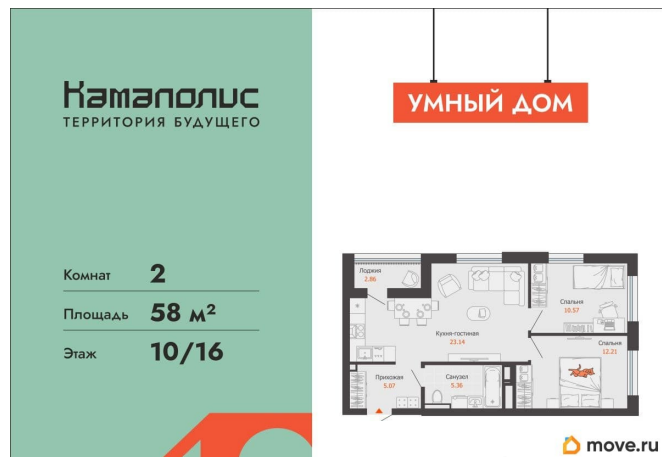 Камаполис
ТЕРРИТОРИЯ БУДУЩЕГО
Комнат 2
Площадь 58 м²
Этаж 10/16
УМНЫЙ ДОМ
Лоджия
2.86
Спальня
10.57
Кухня-гостиная
23.14
Спальня
12.21
Прихожая
5.07
Санузел
5.36
move.ru